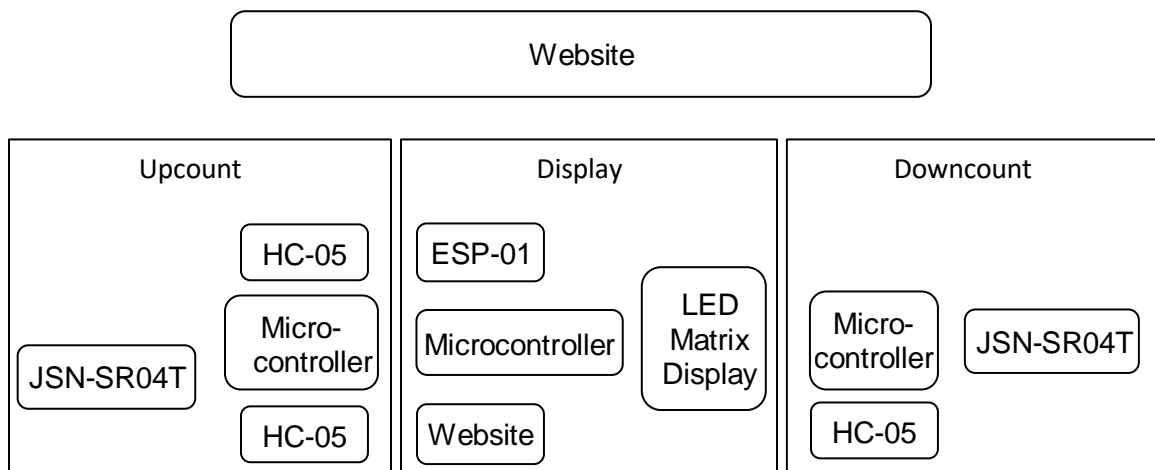 Website
Upcount
HC-05
Micro-
controller
JSN-SR04T
HC-05
Display
ESP-01
Microcontroller
Website
LED
Matrix
Display
Downcount
Micro-
controller
JSN-SR04T
HC-05